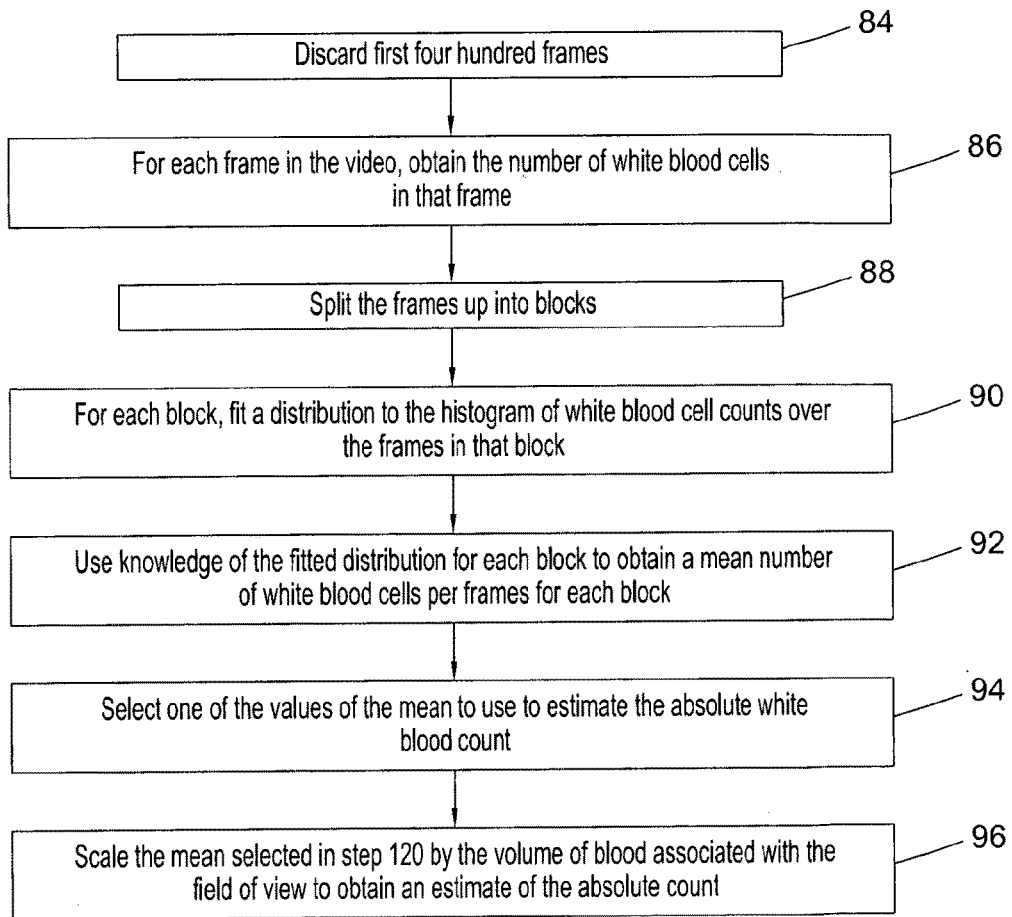 84
Discard first four hundred frames
86
For each frame in the video, obtain the number of white blood cells
in that frame
88
Split the frames up into blocks
90
For each block, fit a distribution to the histogram of white blood cell counts over
the frames in that block
92
Use knowledge of the fitted distribution for each block to obtain a mean number
of white blood cells per frames for each block
94
Select one of the values of the mean to use to estimate the absolute white
blood count
96
Scale the mean selected in step 120 by the volume of blood associated with the
field of view to obtain an estimate of the absolute count